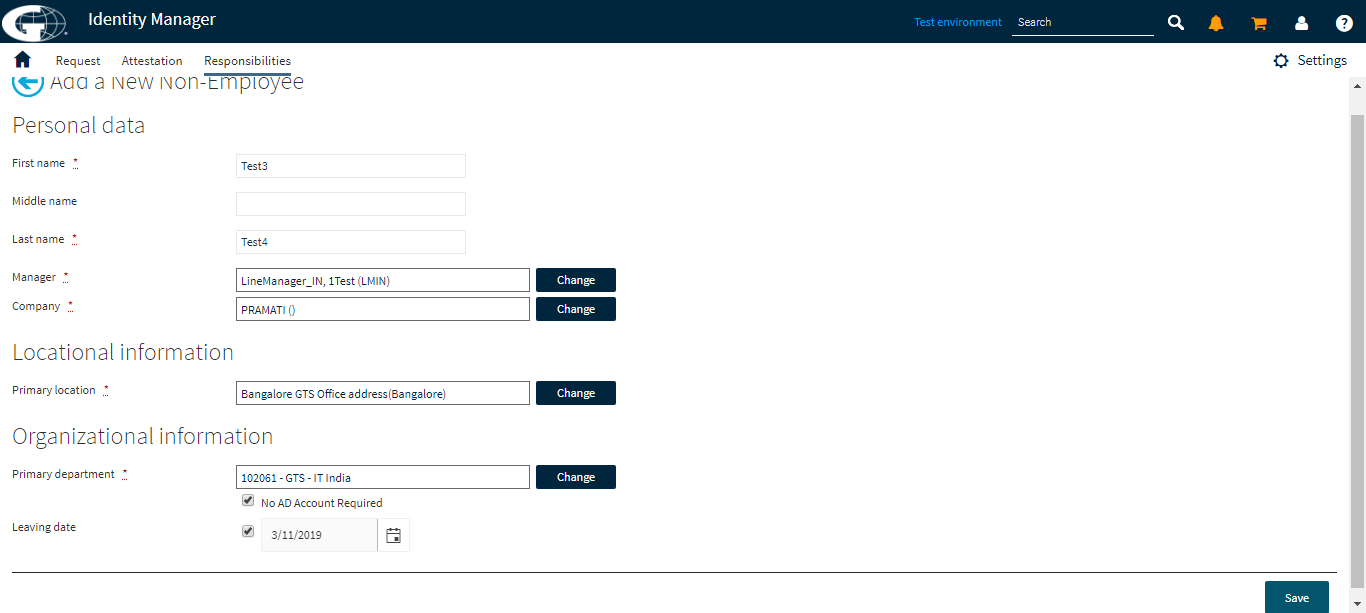 Identity Manager
Test environment
Search
Request
Attestation
Responsibilities
Settings
Add a New Non-Employee
Personal data
First name *
Test3
Middle name
Last name *
Test4
Manager *
LineManager_IN, 1Test (LMIN)
Change
Company *
PRAMATI ()
Change
Locational information
Primary location *
Bangalore GTS Office address(Bangalore)
Change
Organizational information
Primary department *
102061 - GTS - IT India
Change
No AD Account Required
Leaving date
3/11/2019
Save